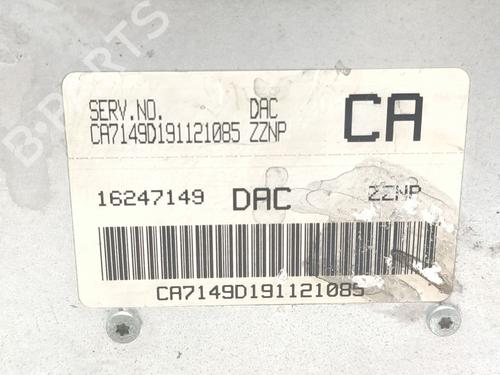 B-PARTS
SERV.NO. DAC CA
CA7149D191121085 ZZNP
16247149 DAC ZZNP
CA7149D191121085